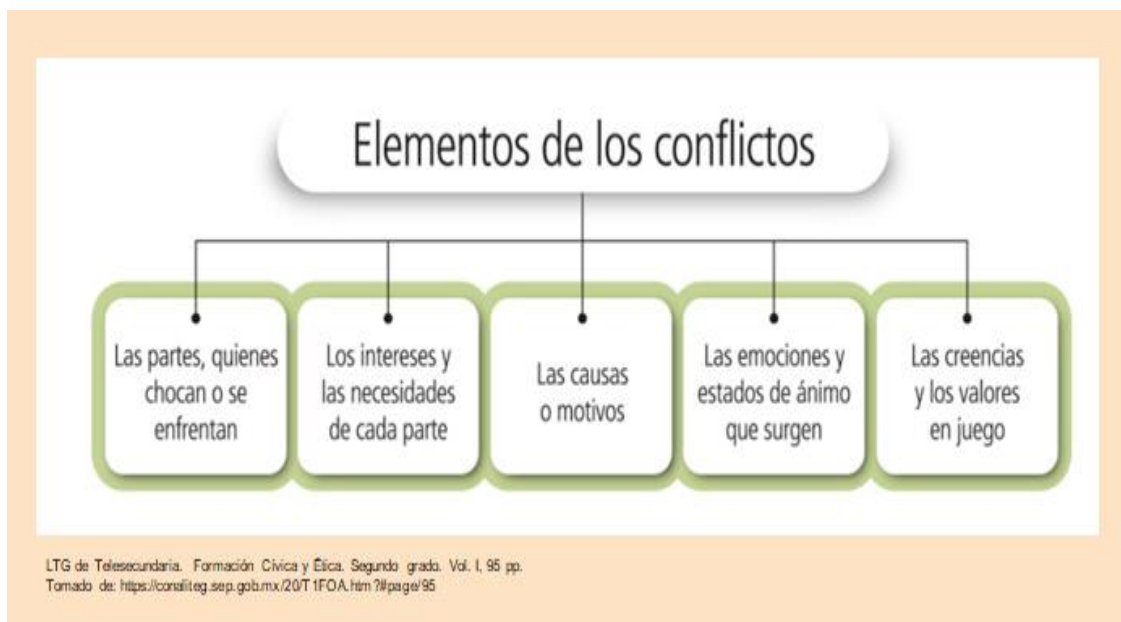 Elementos de los conflictos
Las partes, quienes
chocan o se
enfrentan
Los intereses y
las necesidades
de cada parte
Las causas
o motivos
Las emociones y
estados de ánimo
que surgen
Las creencias
y los valores
en juego
LTG de Telesecundaria. Formación Cívica y Ética. Segundo grado. Vol. I, 95 pp.
Tomado de: https://conaliteg.sep.gob.mx/20/T1FOA.htm?#page/95